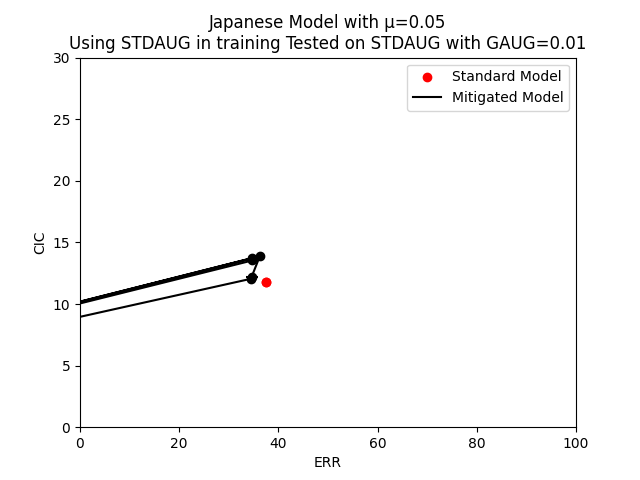 Japanese Model with μ=0.05
Using STDAUG in training Tested on STDAUG with GAUG=0.01
Standard Model
Mitigated Model
30
25
20
15
10
5
0
CIC
0 20 40 60 80 100
ERR